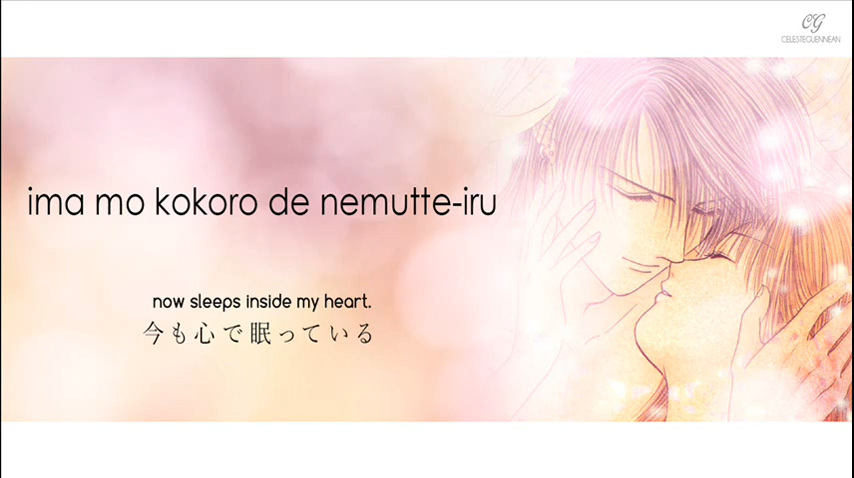 CG
CELESTEGUENNEAN
ima mo kokoro de nemutte-iru
now sleeps inside my heart.
今も心で眠っている